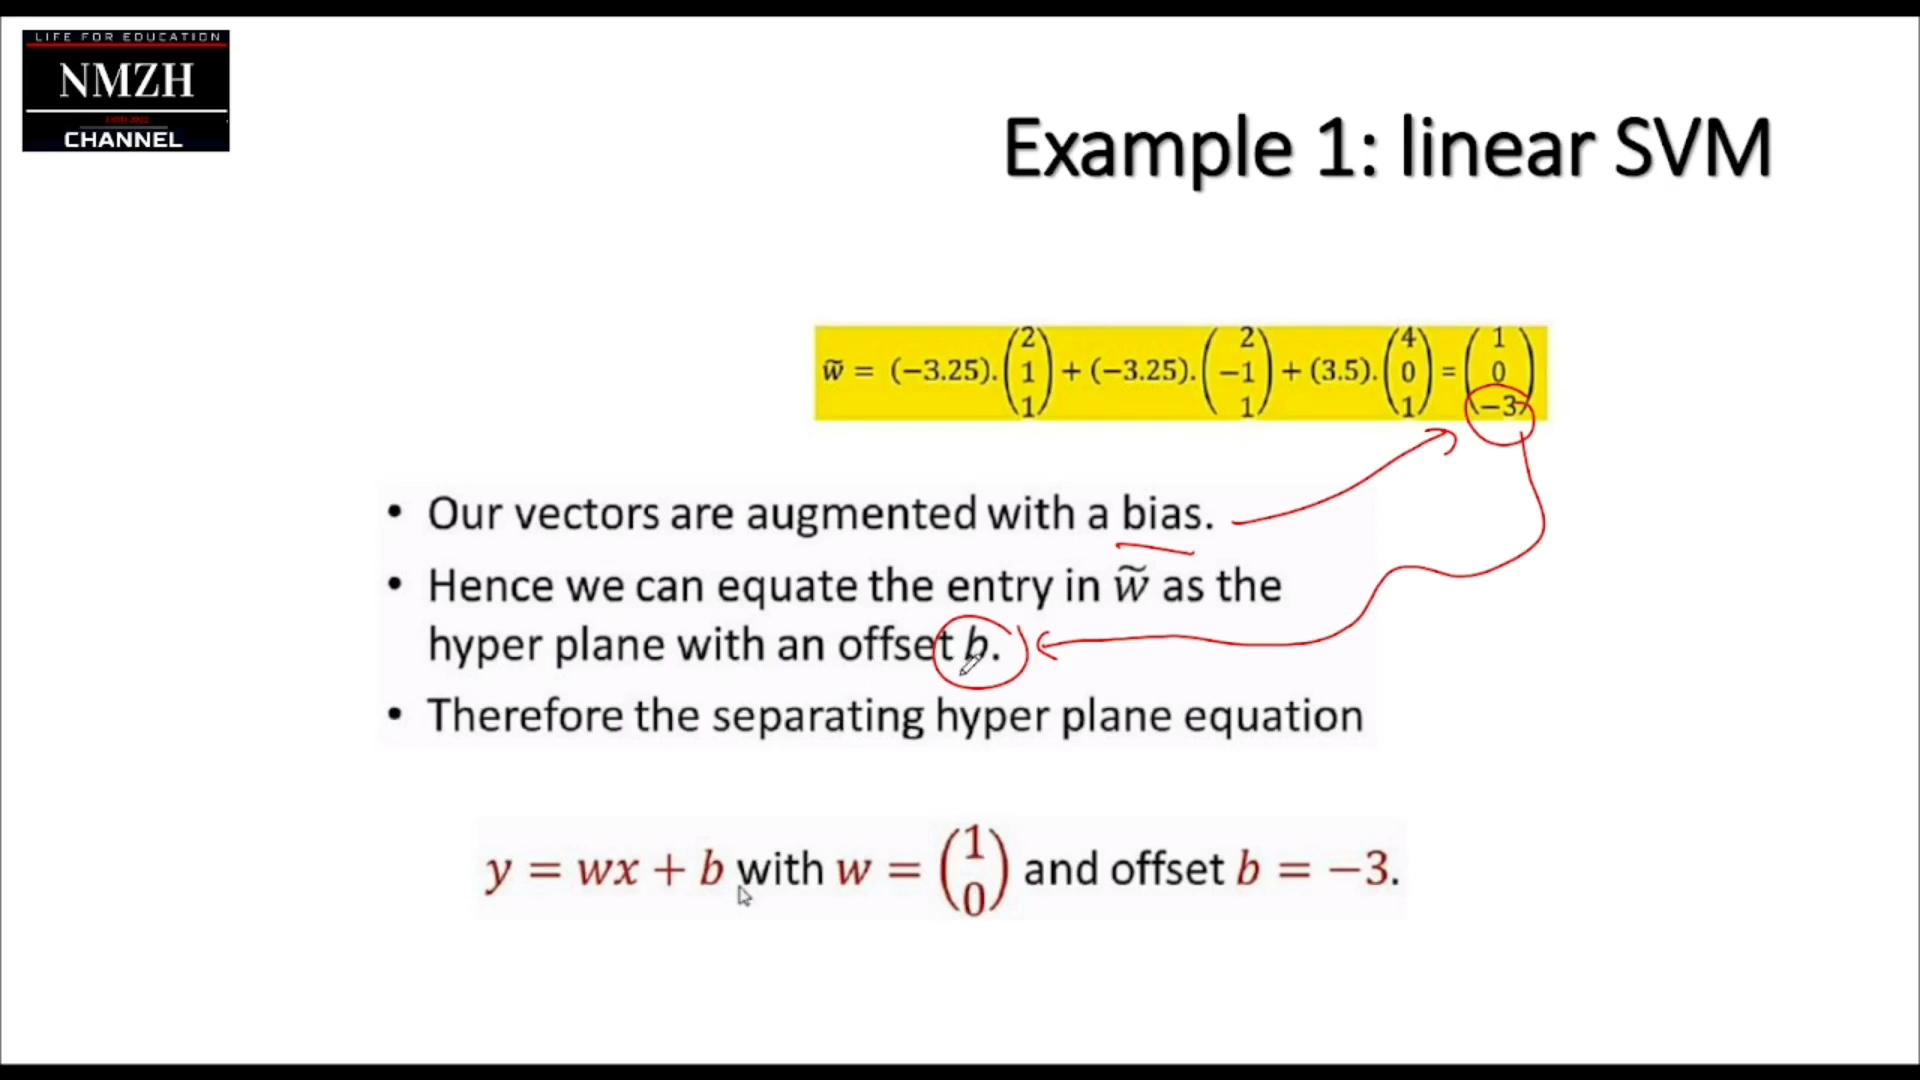 LIFE FOR EDUCATION
NMZH
CHANNEL
Example 1: linear SVM
w̃ = (−3.25).(2 1 1) + (−3.25).(2 −1 1) + (3.5).(4 0 1) = (1 0 −3)
• Our vectors are augmented with a bias.
• Hence we can equate the entry in w̃ as the
hyper plane with an offset b.
• Therefore the separating hyper plane equation
y = wx + b with w = (1 0) and offset b = −3.